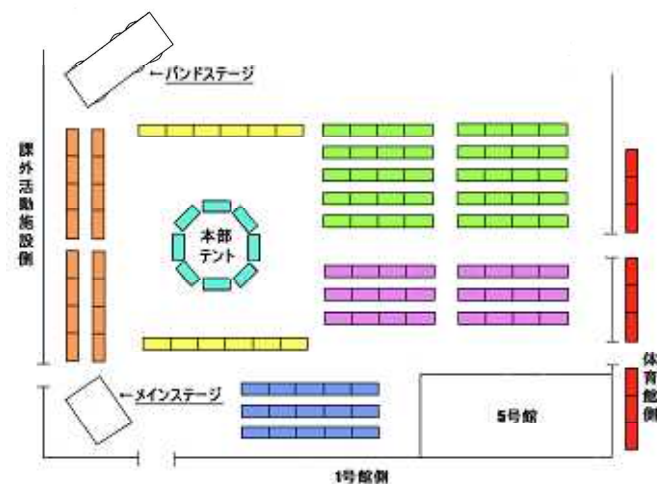 ←バンドステージ
課外活動施設側
本部
テント
←メインステージ
5号館
体育館側
1号館側